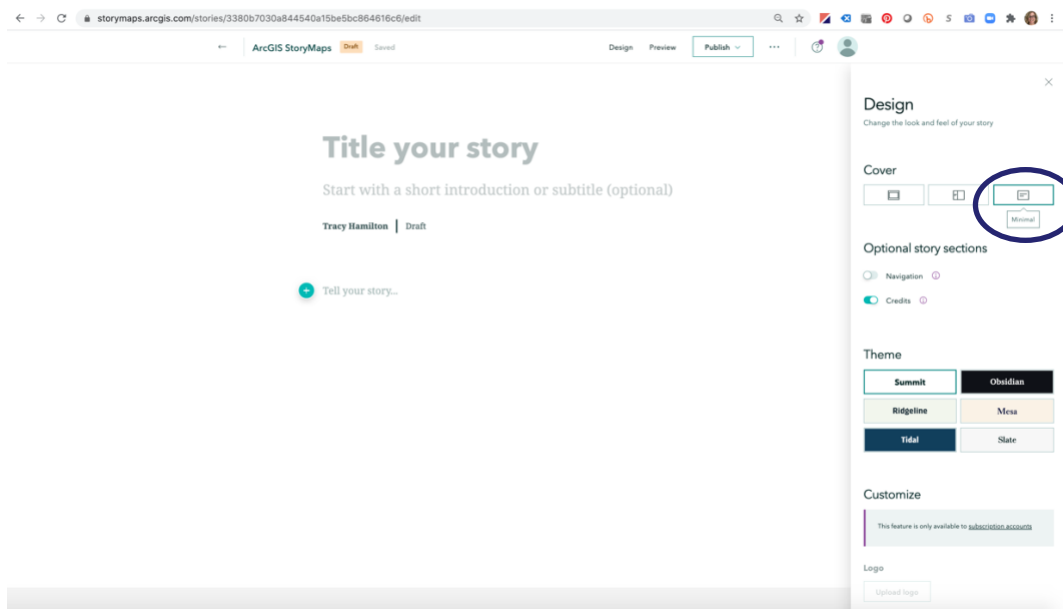 storymaps.arcgis.com/stories/3380b7030a844540a15be5bc864616c6/edit
ArcGIS StoryMaps Draft Saved Design Preview Publish
Design
Change the look and feel of your story
Title your story
Start with a short introduction or subtitle (optional)
Tracy Hamilton Draft
Tell your story...
Cover
Minimal
Optional story sections
Navigation
Credits
Theme
Summit Obsidian
Ridgeline Mesa
Tidal Slate
Customize
This feature is only available to subscription accounts
Logo
Upload logo